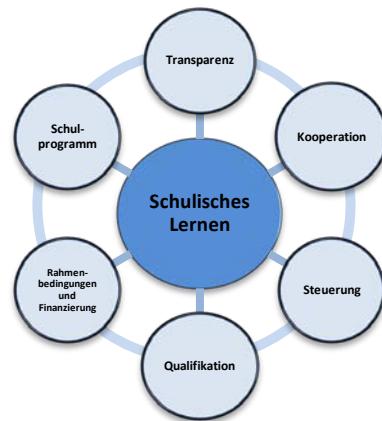 Transparenz
Kooperation
Steuerung
Qualifikation
Rahmen-
bedingungen
und
Finanzierung
Schul-
programm
Schulisches
Lernen